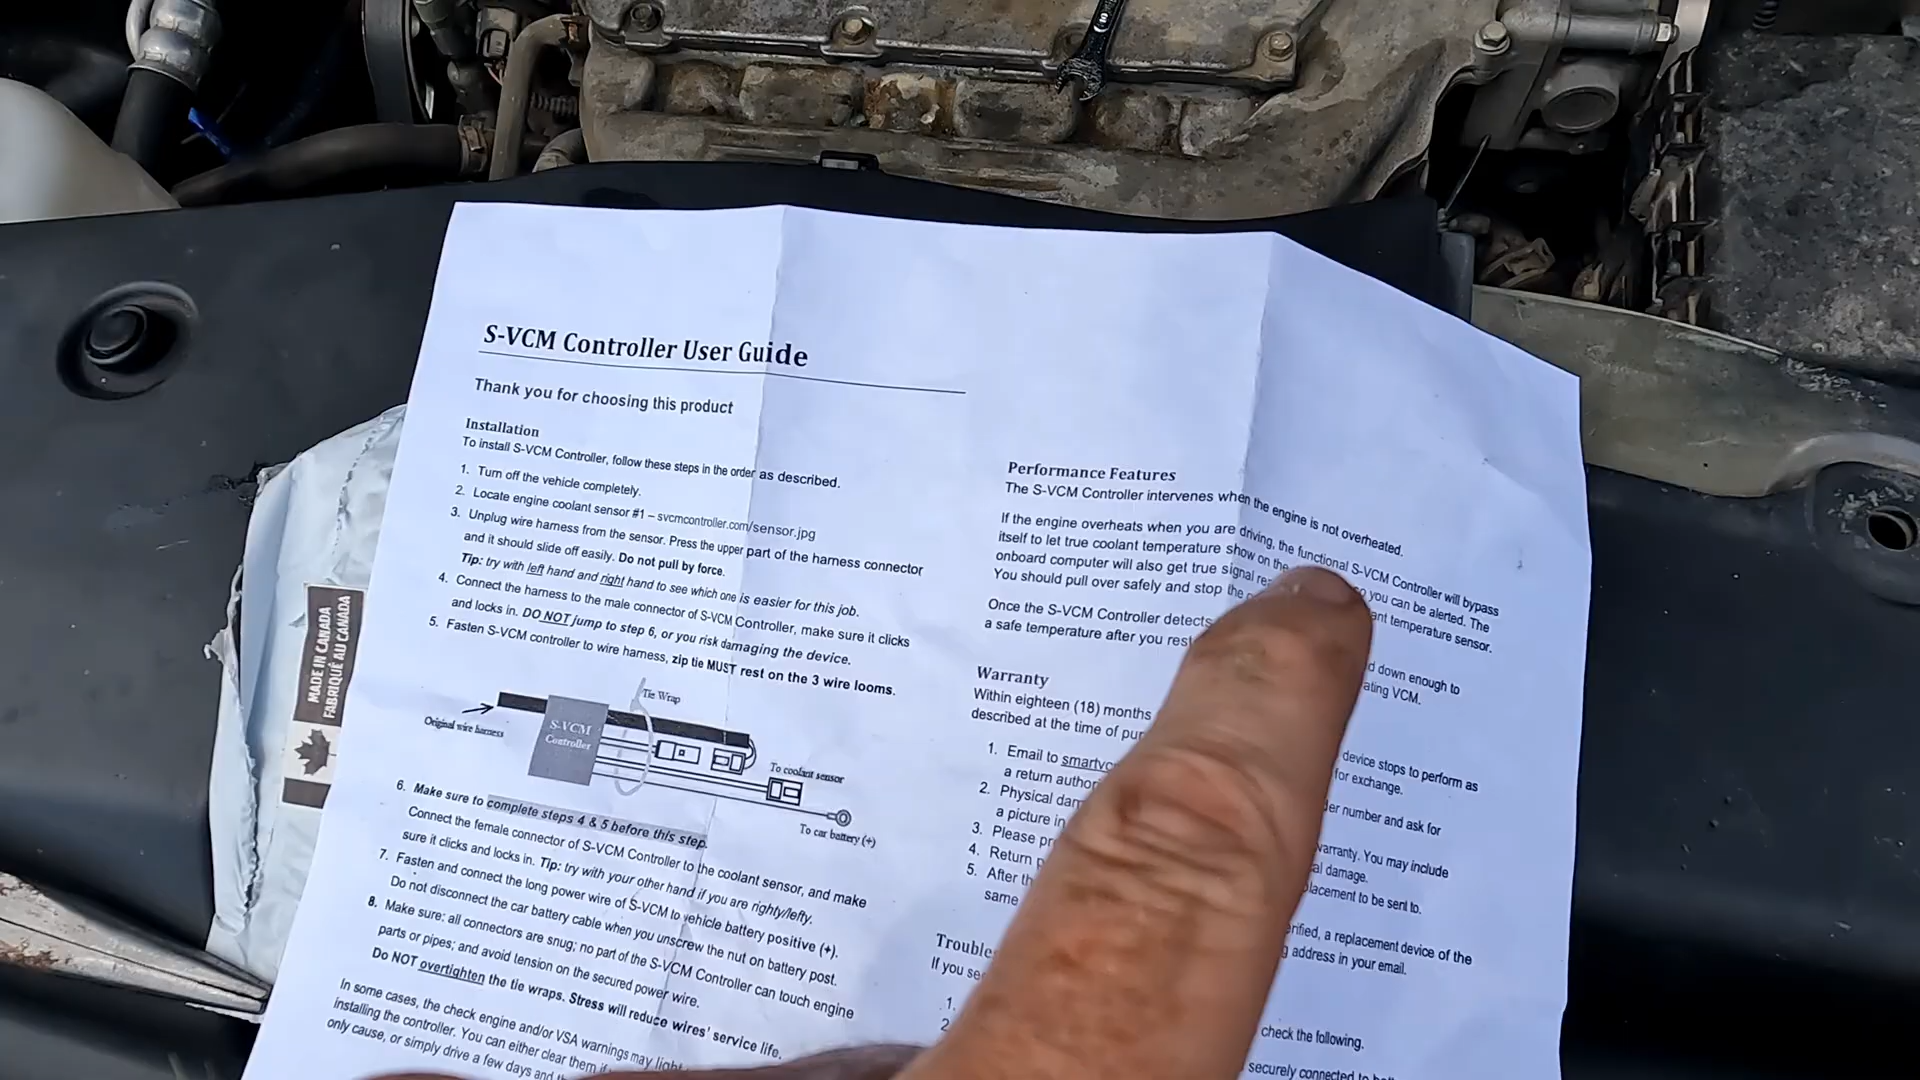 S-VCM Controller User Guide
Thank you for choosing this product
Installation
To install S-VCM Controller, follow these steps in the order as described.
1. Turn off the vehicle completely.
2. Locate engine coolant sensor #1 – svcmcontroller.com/sensor.jpg
3. Unplug wire harness from the sensor. Press the upper part of the harness connector
and it should slide off easily. Do not pull by force.
Tip: try with left hand and right hand to see which one is easier for this job.
4. Connect the harness to the male connector of S-VCM Controller, make sure it clicks
and locks in. DO NOT jump to step 6, or you risk damaging the device.
5. Fasten S-VCM controller to wire harness, zip tie MUST rest on the 3 wire looms.
Tie Wrap
Original wire harness
S-VCM
Controller
To coolant sensor
To car battery (+)
6. Make sure to complete steps 4 & 5 before this step.
Connect the female connector of S-VCM Controller to the coolant sensor, and make
sure it clicks and locks in. Tip: try with your other hand if you are righty/lefty.
7. Fasten and connect the long power wire of S-VCM to vehicle battery positive (+).
Do not disconnect the car battery cable when you unscrew the nut on battery post.
8. Make sure: all connectors are snug; no part of the S-VCM Controller can touch engine
parts or pipes; and avoid tension on the secured power wire.
Do NOT overtighten the tie wraps. Stress will reduce wires' service life.
In some cases, the check engine and/or VSA warnings may light
installing the controller. You can either clear them
only cause, or simply drive a few days and
Performance Features
The S-VCM Controller intervenes when the engine is not overheated.
If the engine overheats when you are driving, the functional S-VCM Controller will bypass
itself to let true coolant temperature show on the you can be alerted. The
onboard computer will also get true signal temperature sensor.
You should pull over safely and stop the
Once the S-VCM Controller detects down enough to
a safe temperature after you VCM.
Warranty
Within eighteen (18) months device stops to perform as
described at the time of for exchange.
1. Email to number and ask for
a return
2. Physical warranty. You may include
a picture in damage.
3. Please to be sent to.
4. Return
5. After a replacement device of the
same address in your email.
If you check the following.
1. securely connected to
2
MADE IN CANADA
FABRIQUÉ AU CANADA